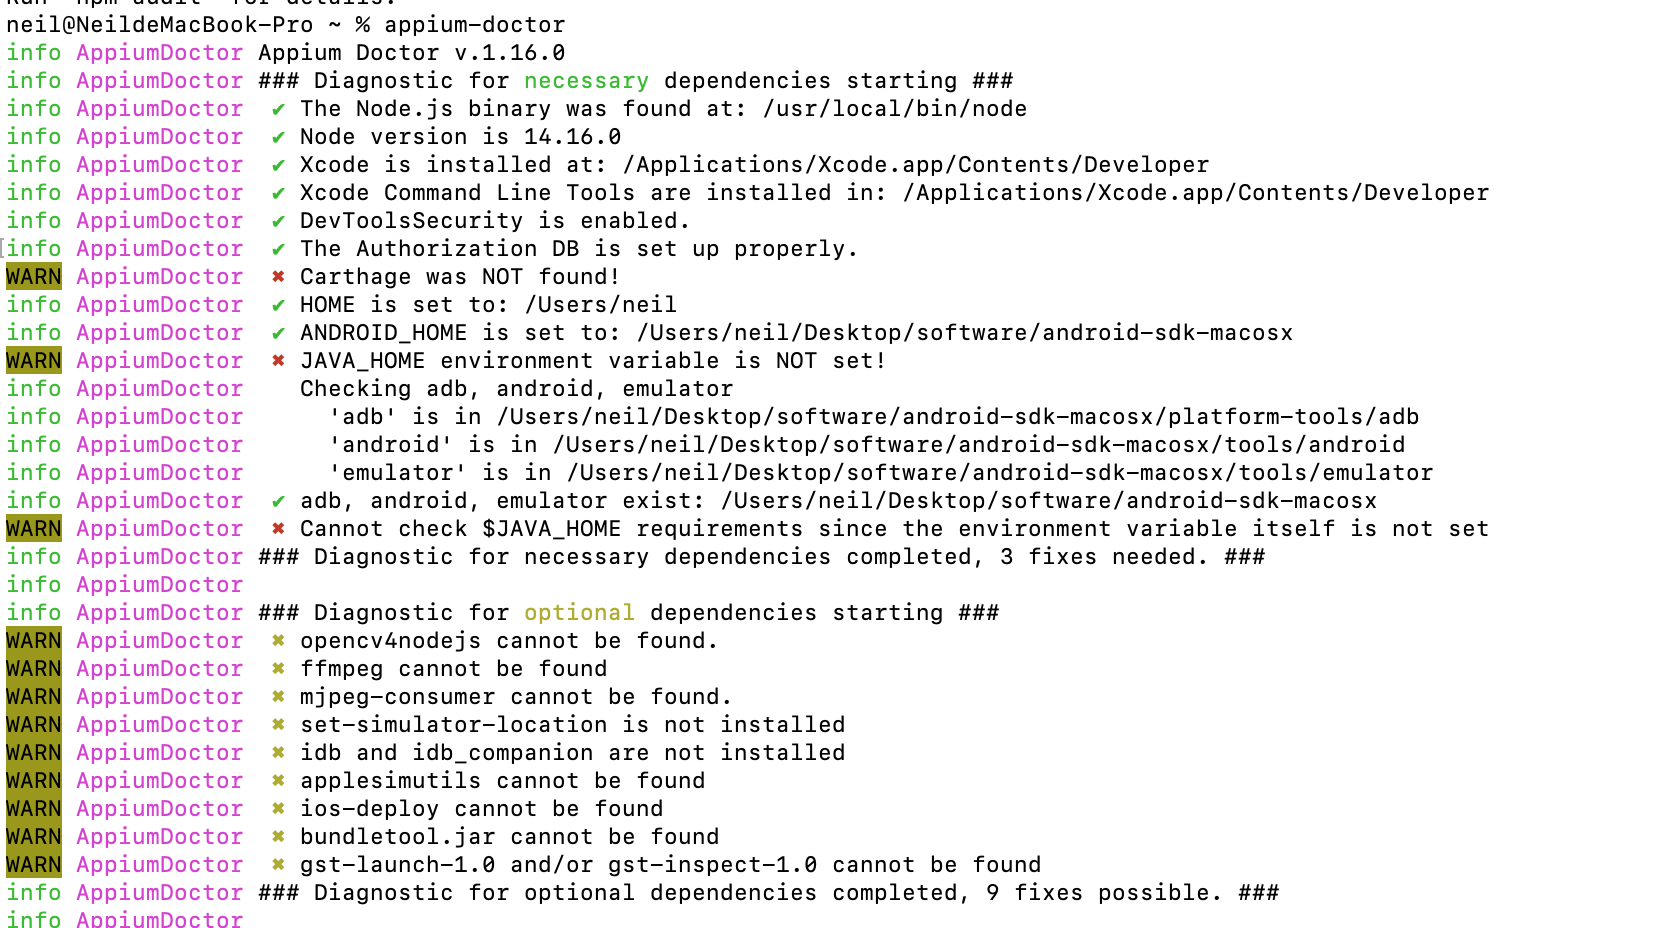 Run `npm audit` for details.
neil@NeildeMacBook-Pro ~ % appium-doctor
info AppiumDoctor Appium Doctor v.1.16.0
info AppiumDoctor ### Diagnostic for necessary dependencies starting ###
info AppiumDoctor  ✔ The Node.js binary was found at: /usr/local/bin/node
info AppiumDoctor  ✔ Node version is 14.16.0
info AppiumDoctor  ✔ Xcode is installed at: /Applications/Xcode.app/Contents/Developer
info AppiumDoctor  ✔ Xcode Command Line Tools are installed in: /Applications/Xcode.app/Contents/Developer
info AppiumDoctor  ✔ DevToolsSecurity is enabled.
[info AppiumDoctor  ✔ The Authorization DB is set up properly.
WARN AppiumDoctor  ✖ Carthage was NOT found!
info AppiumDoctor  ✔ HOME is set to: /Users/neil
info AppiumDoctor  ✔ ANDROID_HOME is set to: /Users/neil/Desktop/software/android-sdk-macosx
WARN AppiumDoctor  ✖ JAVA_HOME environment variable is NOT set!
info AppiumDoctor    Checking adb, android, emulator
info AppiumDoctor      'adb' is in /Users/neil/Desktop/software/android-sdk-macosx/platform-tools/adb
info AppiumDoctor      'android' is in /Users/neil/Desktop/software/android-sdk-macosx/tools/android
info AppiumDoctor      'emulator' is in /Users/neil/Desktop/software/android-sdk-macosx/tools/emulator
info AppiumDoctor  ✔ adb, android, emulator exist: /Users/neil/Desktop/software/android-sdk-macosx
WARN AppiumDoctor  ✖ Cannot check $JAVA_HOME requirements since the environment variable itself is not set
info AppiumDoctor ### Diagnostic for necessary dependencies completed, 3 fixes needed. ###
info AppiumDoctor
info AppiumDoctor ### Diagnostic for optional dependencies starting ###
WARN AppiumDoctor  ✖ opencv4nodejs cannot be found.
WARN AppiumDoctor  ✖ ffmpeg cannot be found
WARN AppiumDoctor  ✖ mjpeg-consumer cannot be found.
WARN AppiumDoctor  ✖ set-simulator-location is not installed
WARN AppiumDoctor  ✖ idb and idb_companion are not installed
WARN AppiumDoctor  ✖ applesimutils cannot be found
WARN AppiumDoctor  ✖ ios-deploy cannot be found
WARN AppiumDoctor  ✖ bundletool.jar cannot be found
WARN AppiumDoctor  ✖ gst-launch-1.0 and/or gst-inspect-1.0 cannot be found
info AppiumDoctor ### Diagnostic for optional dependencies completed, 9 fixes possible. ###
info AppiumDoctor